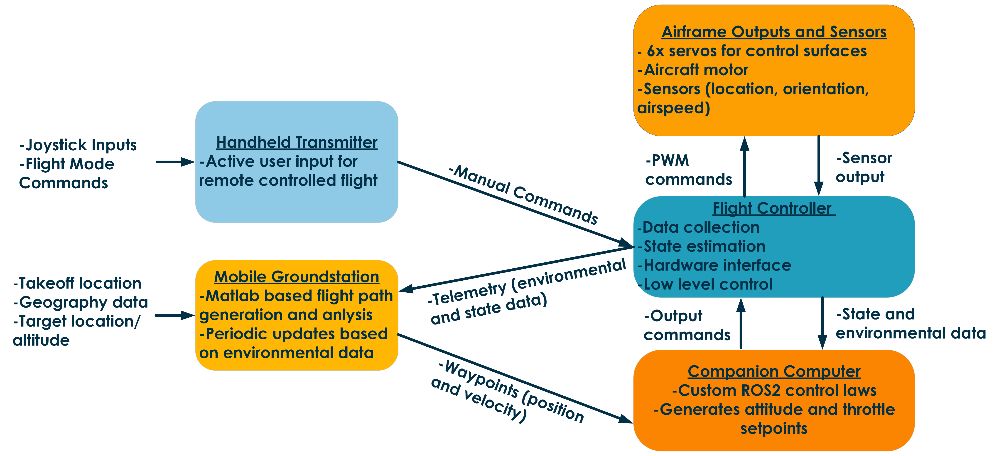 Airframe Outputs and Sensors
- 6x servos for control surfaces
-Aircraft motor
-Sensors (location, orientation,
airspeed)
-Joystick Inputs
-Flight Mode
Commands
Handheld Transmitter
-Active user input for
remote controlled flight
-Manual Commands
-PWM
commands
-Sensor
output
Flight Controller
-Data collection
-State estimation
-Hardware interface
-Low level control
-Takeoff location
-Geography data
-Target location/
altitude
Mobile Groundstation
-Matlab based flight path
generation and anlysis
-Periodic updates based
on environmental data
-Telemetry (environmental
and state data)
-Output
commands
-State and
environmental data
-Waypoints (position
and velocity)
Companion Computer
-Custom ROS2 control laws
-Generates attitude and throttle
setpoints